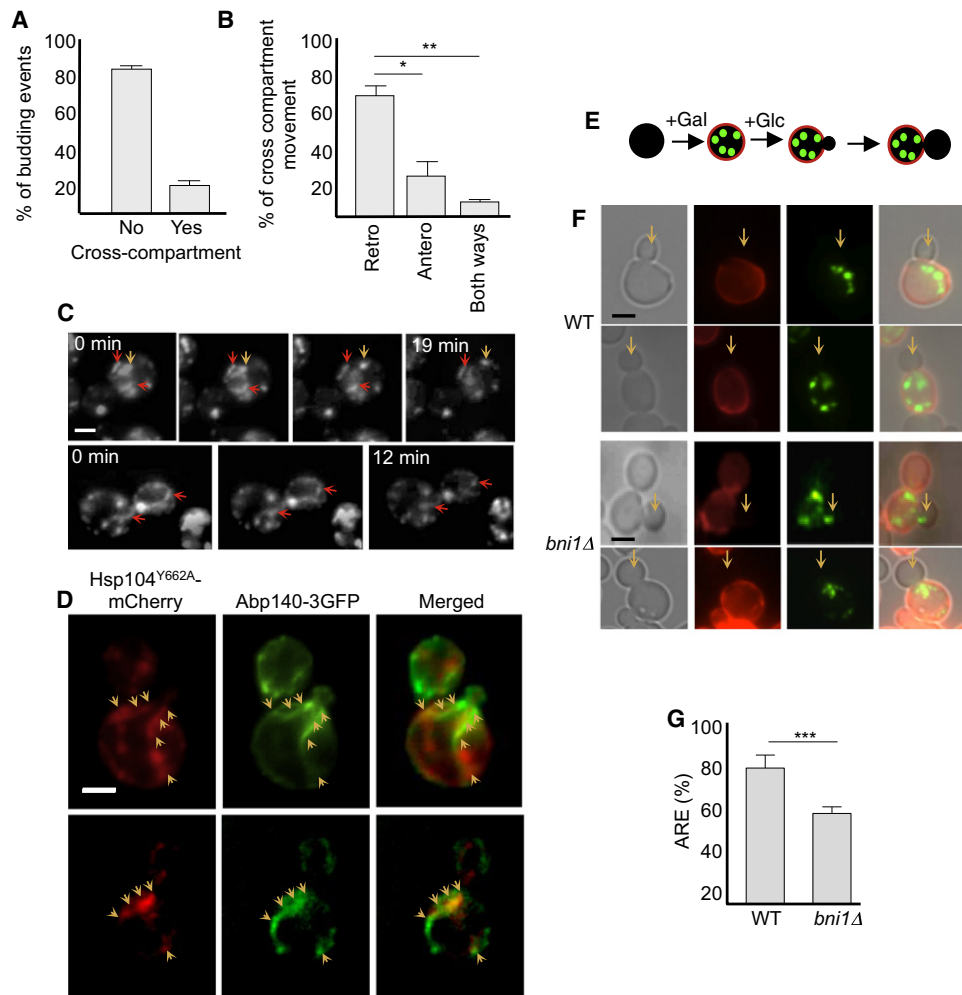 A
% of budding events
100
80
60
40
20
No Yes
Cross-compartment
B
% of cross compartment
movement
100
80
60
40
20
**
*
Retro
Antero
Both ways
C
0 min
19 min
0 min
12 min
D
Hsp104Y662A-
mCherry
Abp140-3GFP
Merged
E
+Gal
+Glc
F
WT
bni1Δ
G
ARE (%)
100
80
60
40
20
***
WT
bni1Δ